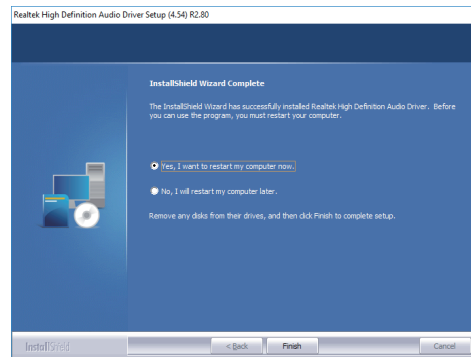 Realtek High Definition Audio Driver Setup (4.54) R2.80
InstallShield Wizard Complete
The InstallShield Wizard has successfully installed Realtek High Definition Audio Driver. Before
you can use the program, you must restart your computer.
Yes, I want to restart my computer now.
No, I will restart my computer later.
Remove any disks from their drives, and then click Finish to complete setup.
InstallShield
< Back
Finish
Cancel